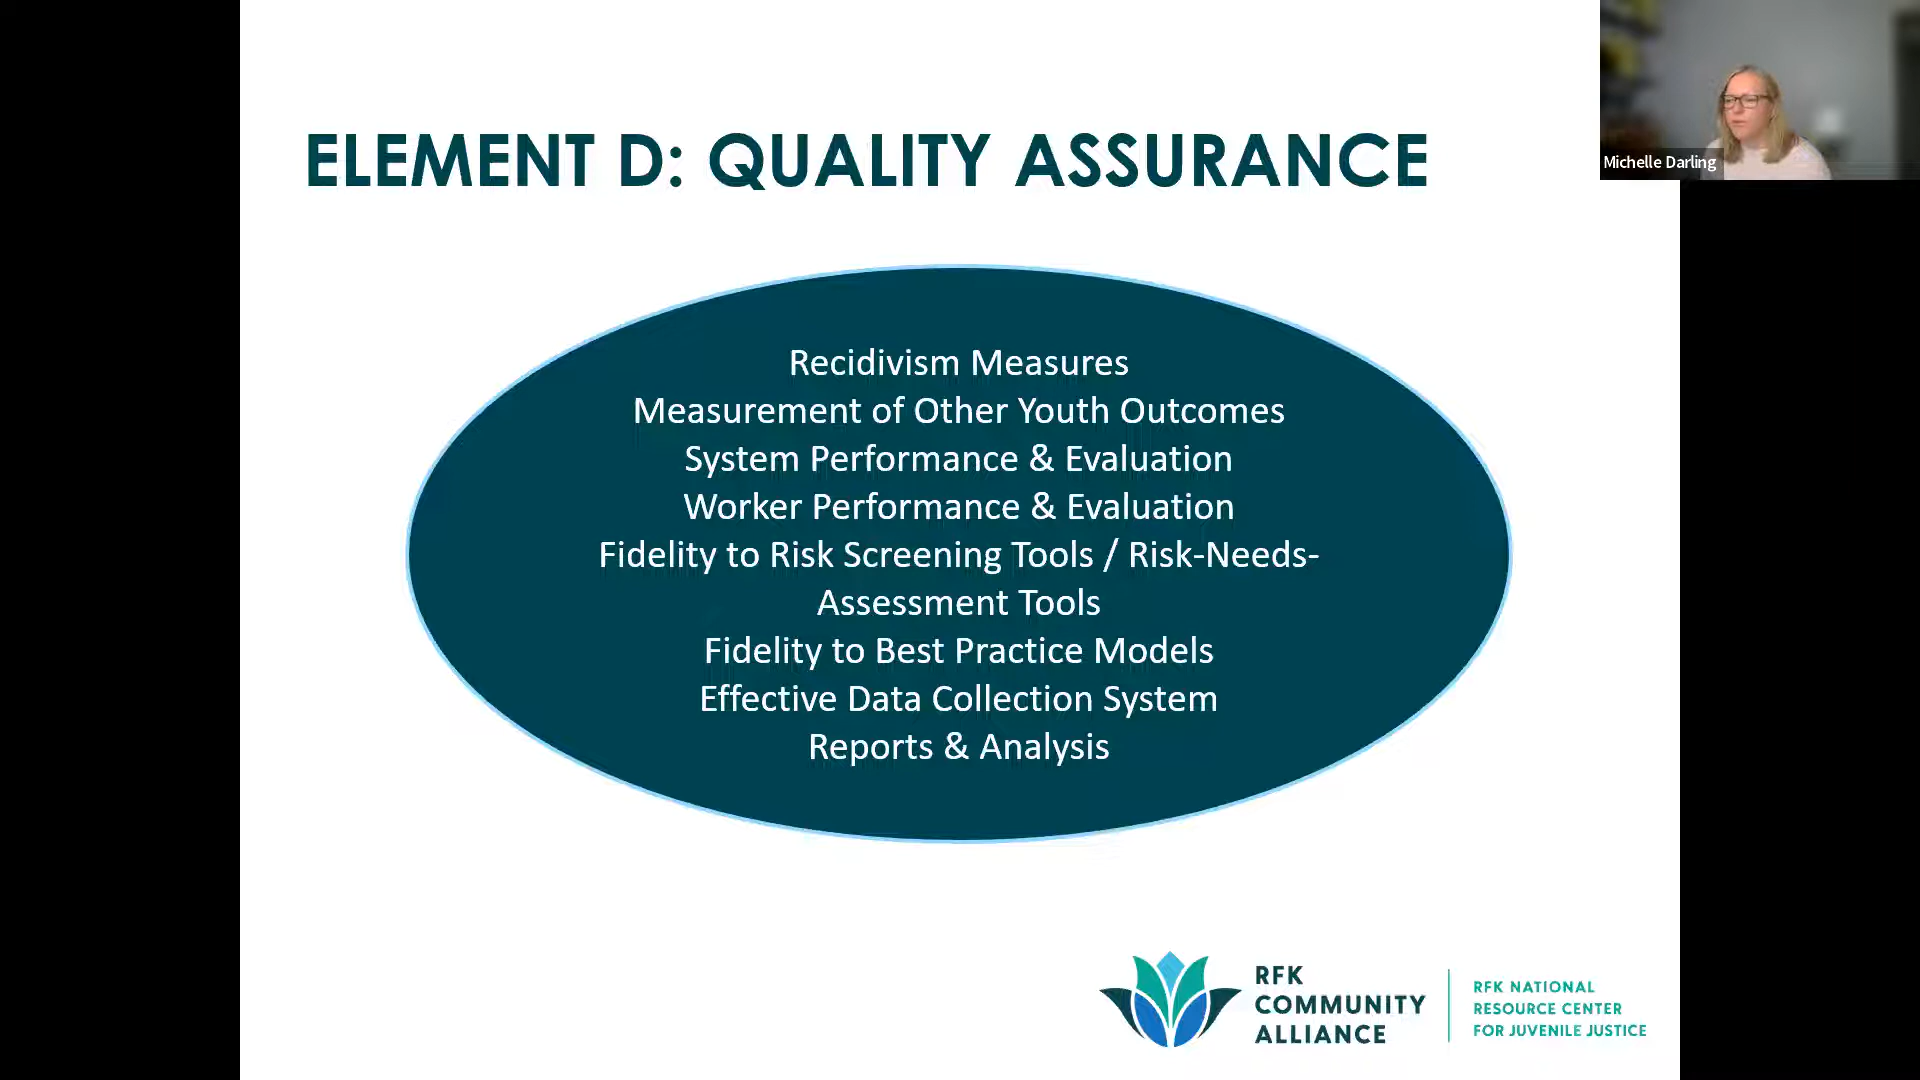 ELEMENT D: QUALITY ASSURANCE
Michelle Darling
Recidivism Measures
Measurement of Other Youth Outcomes
System Performance & Evaluation
Worker Performance & Evaluation
Fidelity to Risk Screening Tools / Risk-Needs-
Assessment Tools
Fidelity to Best Practice Models
Effective Data Collection System
Reports & Analysis
RFK
COMMUNITY
ALLIANCE
RFK NATIONAL
RESOURCE CENTER
FOR JUVENILE JUSTICE